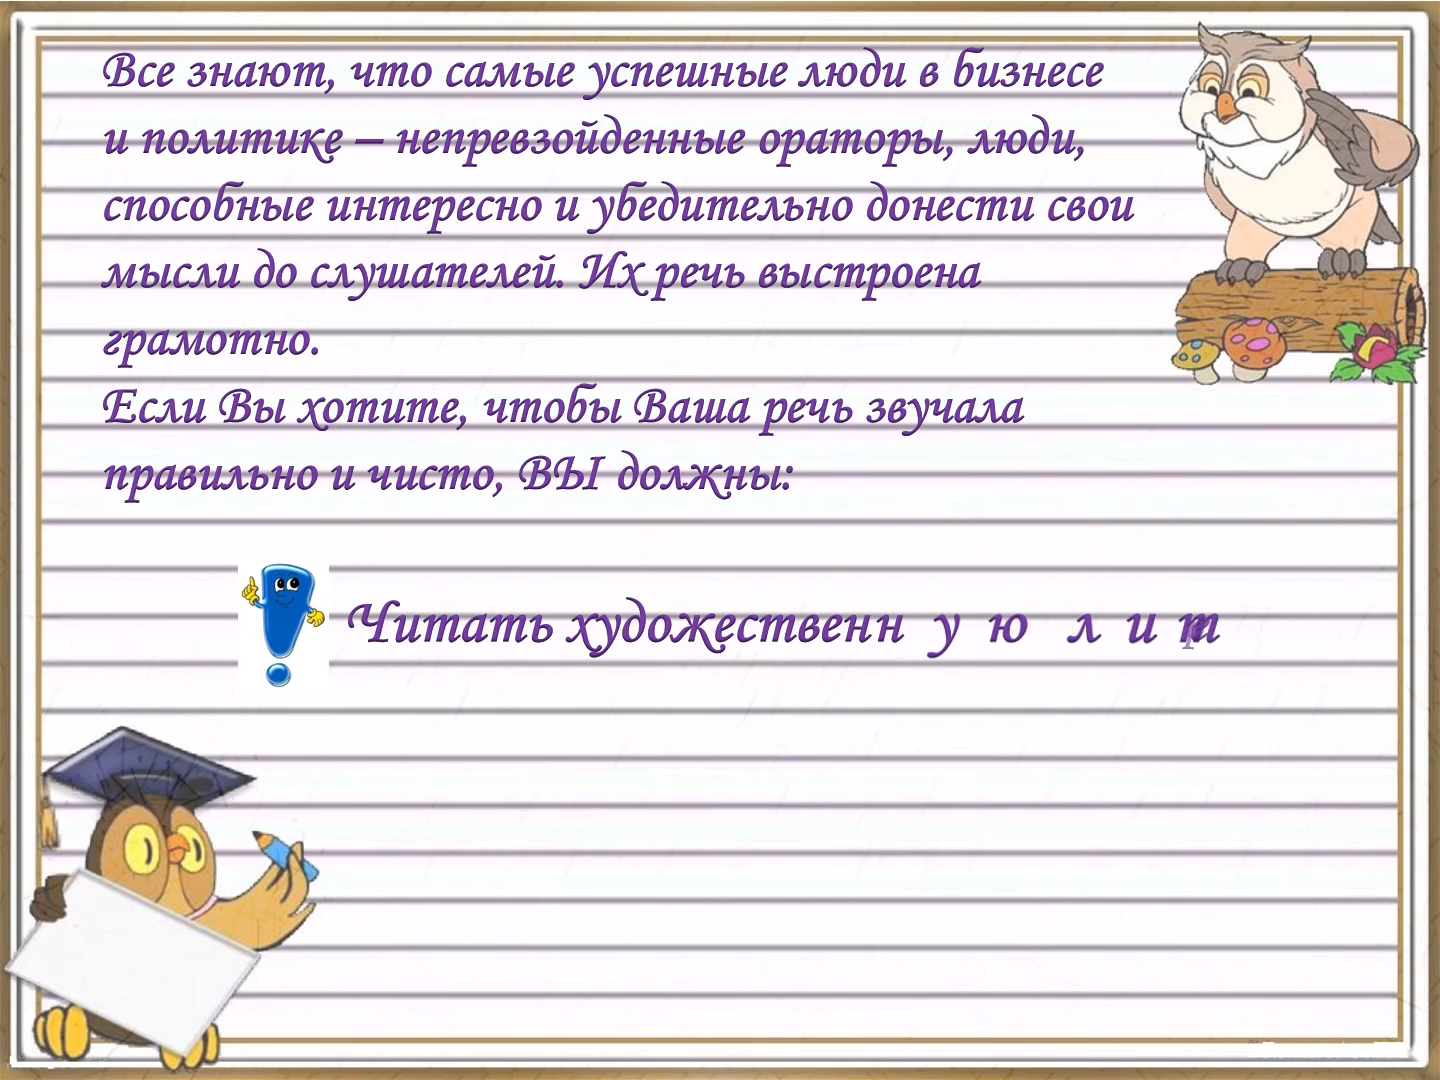 Все знают, что самые успешные люди в бизнесе
и политике – непревзойденные ораторы, люди,
способные интересно и убедительно донести свои
мысли до слушателей. Их речь выстроена
грамотно.
Если Вы хотите, чтобы Ваша речь звучала
правильно и чисто, ВЫ должны:
Читать художественную